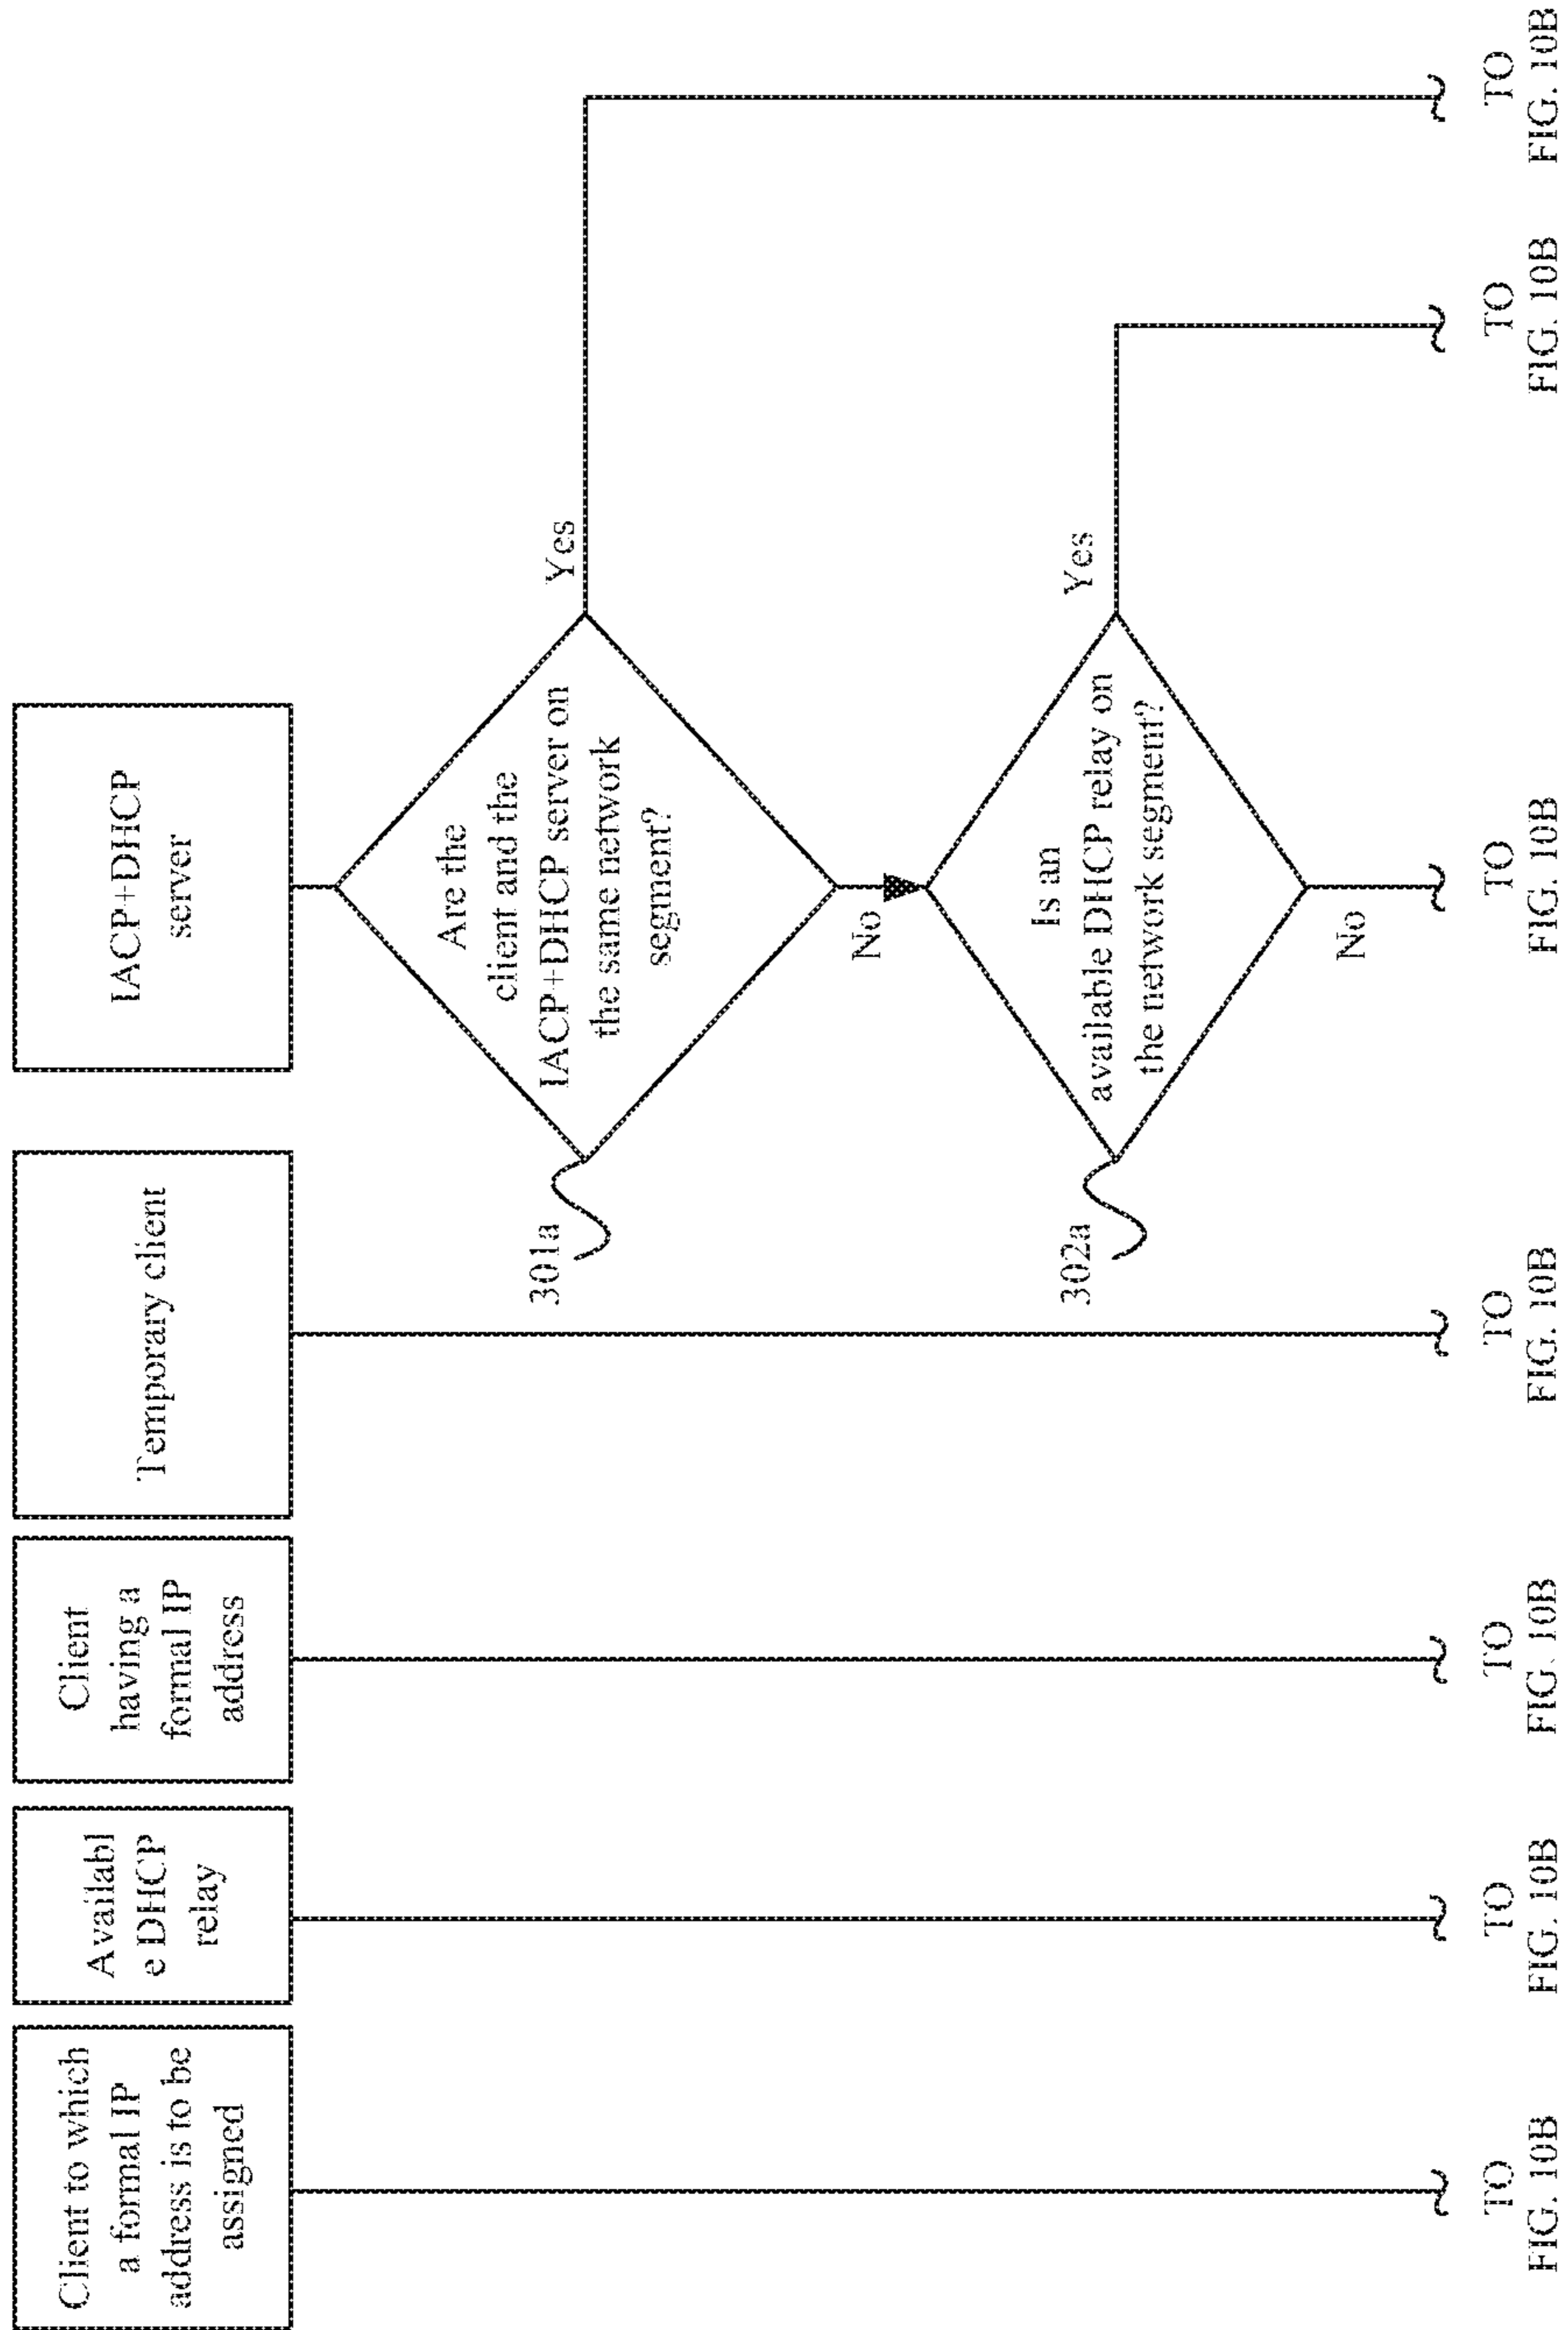 Client to which
a formal IP
address is to be
assigned
Availabl
e DHCP
relay
Client
having a
formal IP
address
Temporary client
IACP+DHCP
server
Are the
client and the
IACP+DHCP server on
the same network
segment?
Yes
301a
No
Is an
available DHCP relay on
the network segment?
Yes
302a
No
TO
FIG. 10B
TO
FIG. 10B
TO
FIG. 10B
TO
FIG. 10B
TO
FIG. 10B
TO
FIG. 10B
TO
FIG. 10B